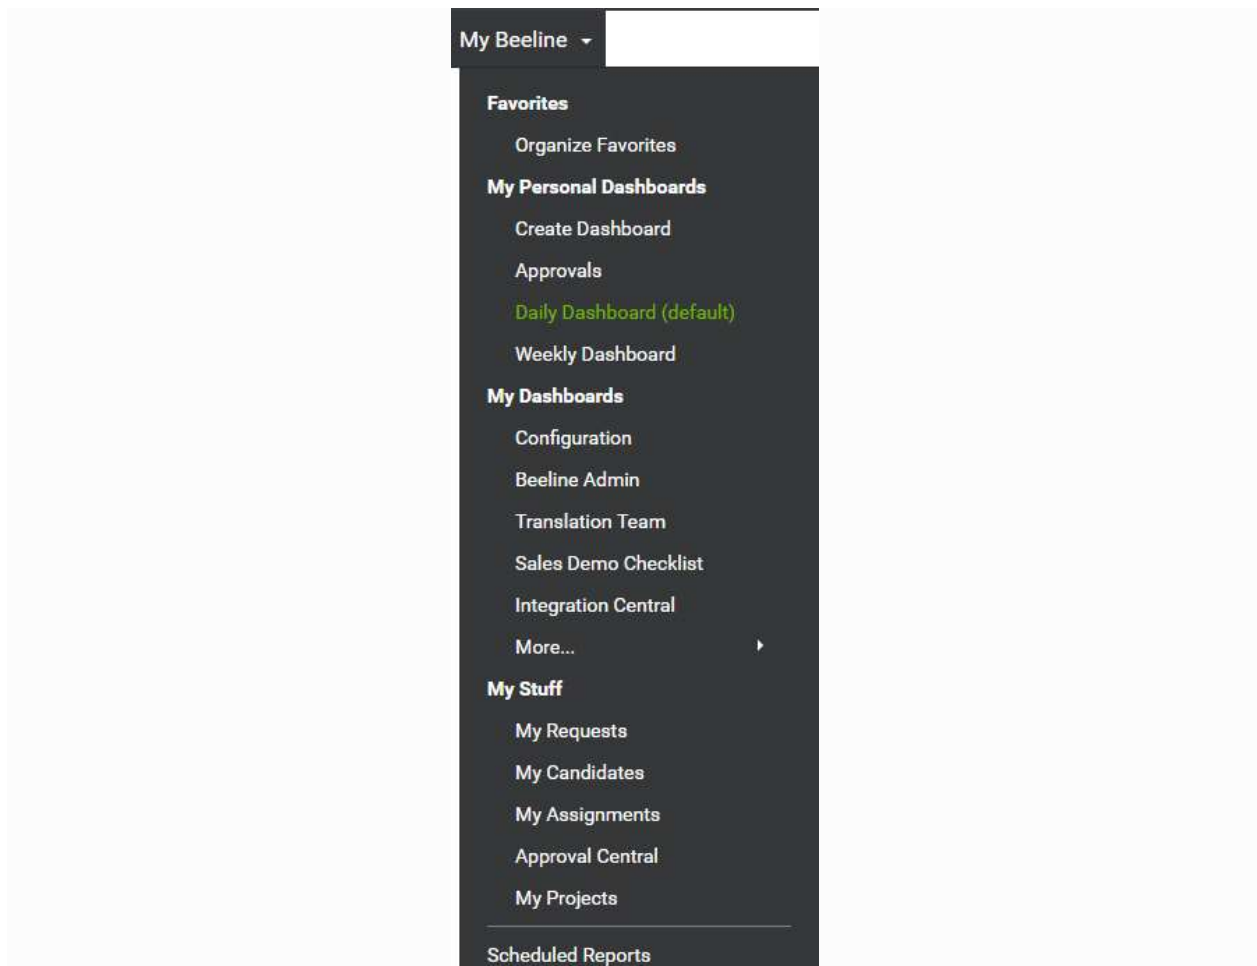 My Beeline
Favorites
Organize Favorites
My Personal Dashboards
Create Dashboard
Approvals
Daily Dashboard (default)
Weekly Dashboard
My Dashboards
Configuration
Beeline Admin
Translation Team
Sales Demo Checklist
Integration Central
More...
My Stuff
My Requests
My Candidates
My Assignments
Approval Central
My Projects
Scheduled Reports